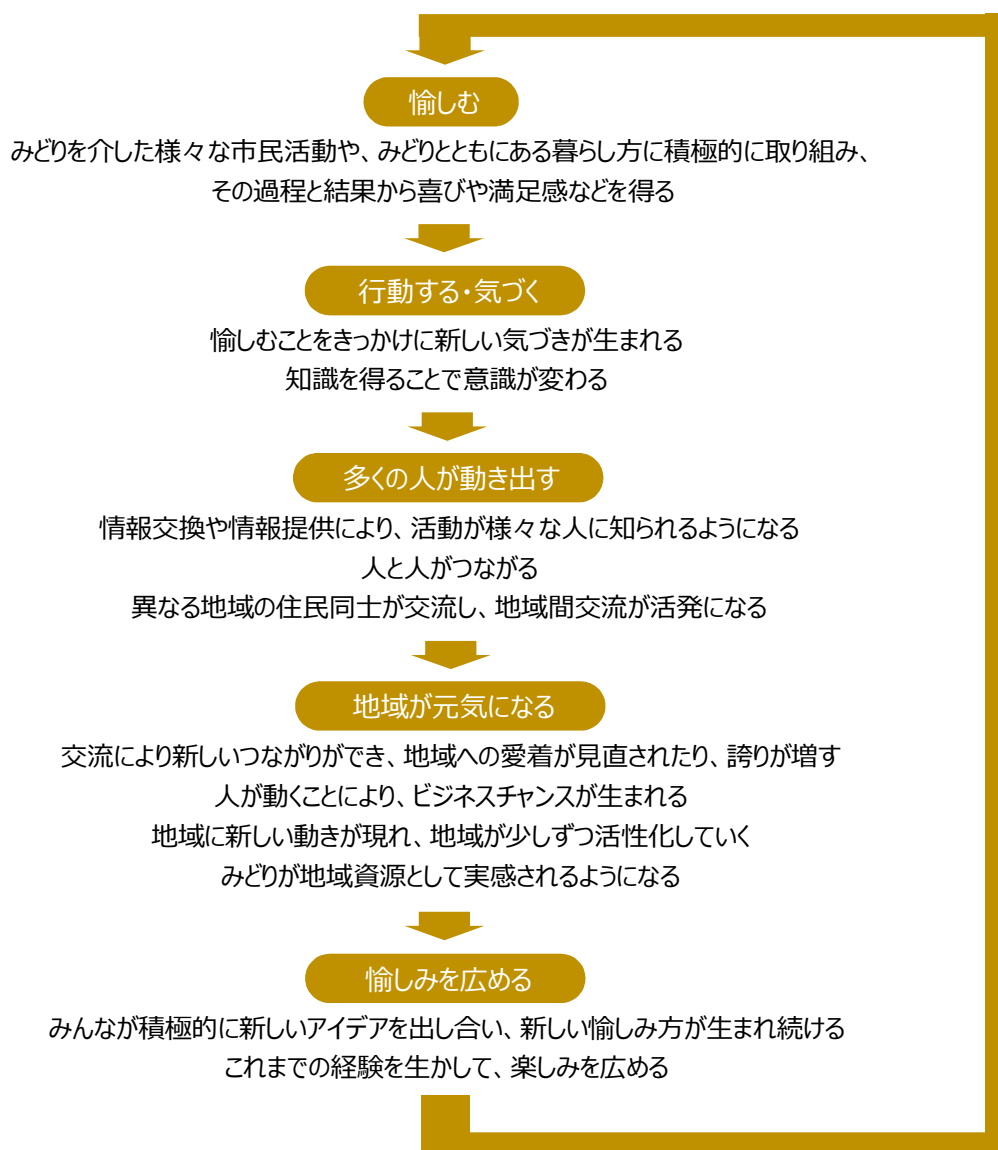 愉しむ
みどりを介した様々な市民活動や、みどりとともにある暮らし方に積極的に取り組み、
その過程と結果から喜びや満足感などを得る
行動する・気づく
愉しむことをきっかけに新しい気づきが生まれる
知識を得ることで意識が変わる
多くの人が動き出す
情報交換や情報提供により、活動が様々な人に知られるようになる
人と人がつながる
異なる地域の住民同士が交流し、地域間交流が活発になる
地域が元気になる
交流により新しいつながりができ、地域への愛着が見直されたり、誇りが増す
人が動くことにより、ビジネスチャンスが生まれる
地域に新しい動きが現れ、地域が少しずつ活性化していく
みどりが地域資源として実感されるようになる
愉しみを広める
みんなが積極的に新しいアイデアを出し合い、新しい愉しみ方が生まれ続ける
これまでの経験を生かして、楽しみを広める